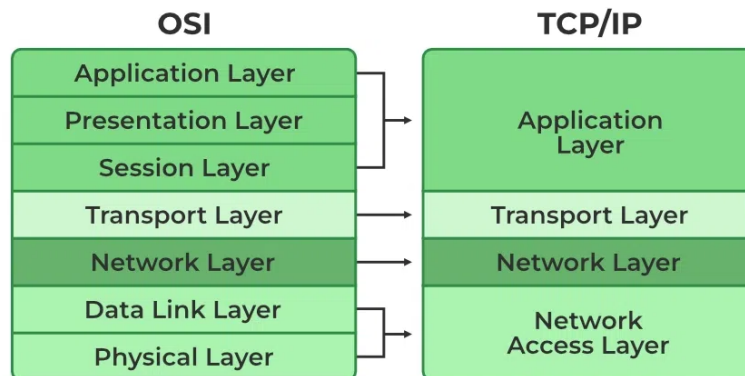 OSI
Application Layer
Presentation Layer
Session Layer
Transport Layer
Network Layer
Data Link Layer
Physical Layer
TCP/IP
Application
Layer
Transport Layer
Network Layer
Network
Access Layer